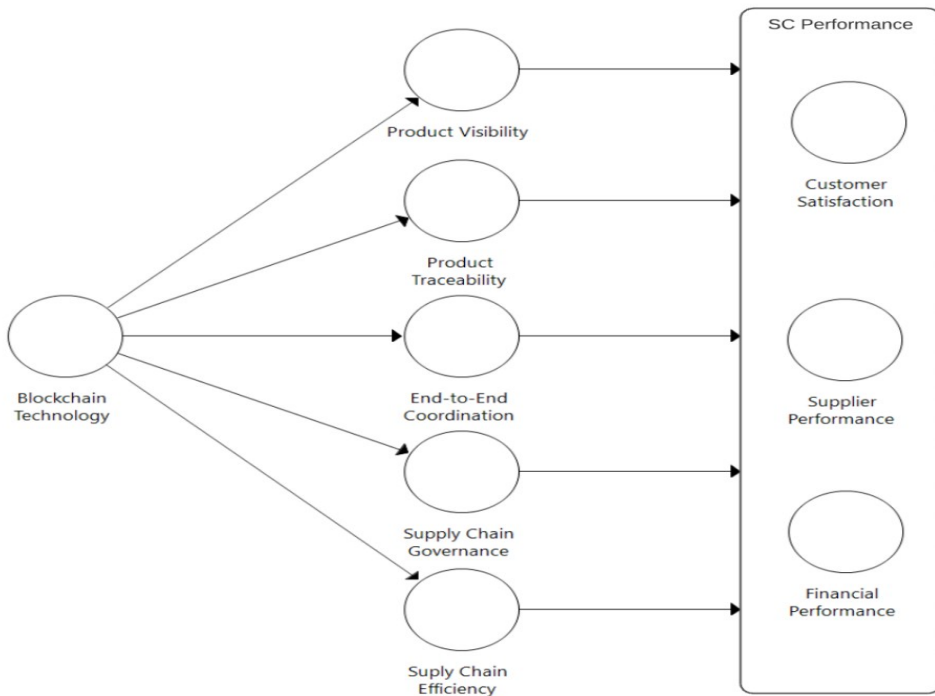 SC Performance
Product Visibility
Customer
Satisfaction
Product
Traceability
Blockchain
Technology
End-to-End
Coordination
Supplier
Performance
Supply Chain
Governance
Financial
Performance
Suply Chain
Efficiency